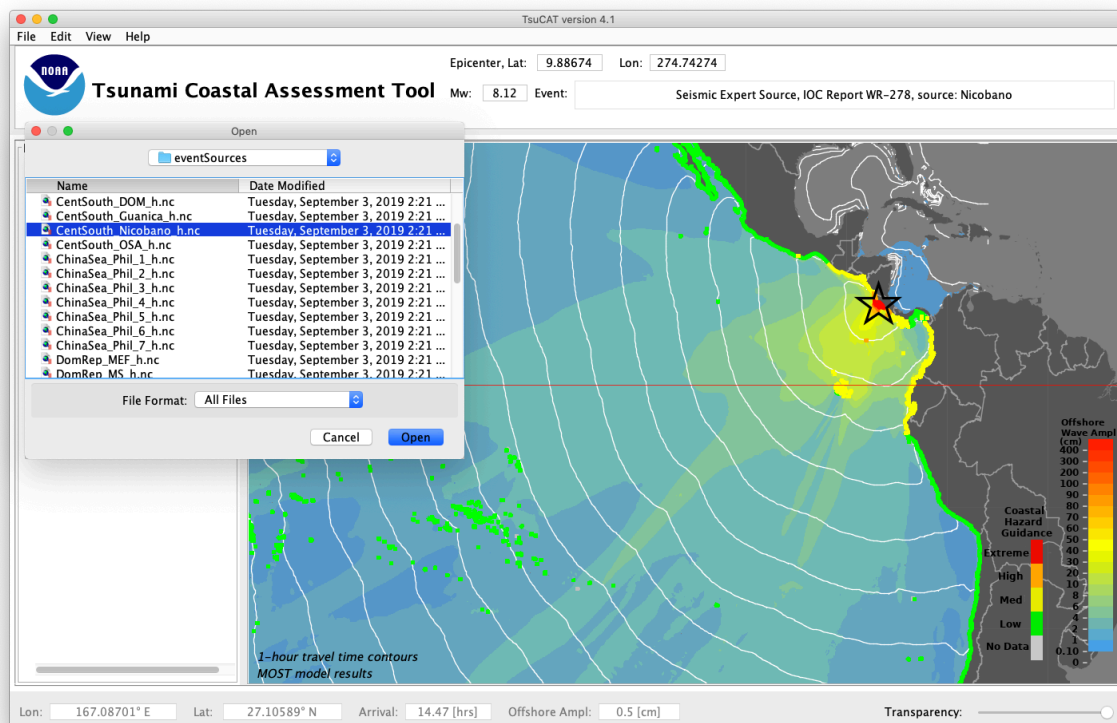 TsuCAT version 4.1
File Edit View Help
NOAA
Tsunami Coastal Assessment Tool
Epicenter, Lat: 9.88674 Lon: 274.74274
Mw: 8.12 Event: Seismic Expert Source, IOC Report WR-278, source: Nicobano
Open
eventSources
Name Date Modified
CentSouth_DOM_h.nc Tuesday, September 3, 2019 2:21 ...
CentSouth_Guanica_h.nc Tuesday, September 3, 2019 2:21 ...
CentSouth_Nicobano_h.nc Tuesday, September 3, 2019 2:21 ...
CentSouth_OSA_h.nc Tuesday, September 3, 2019 2:21 ...
ChinaSea_Phil_1_h.nc Tuesday, September 3, 2019 2:21 ...
ChinaSea_Phil_2_h.nc Tuesday, September 3, 2019 2:21 ...
ChinaSea_Phil_3_h.nc Tuesday, September 3, 2019 2:21 ...
ChinaSea_Phil_4_h.nc Tuesday, September 3, 2019 2:21 ...
ChinaSea_Phil_5_h.nc Tuesday, September 3, 2019 2:21 ...
ChinaSea_Phil_6_h.nc Tuesday, September 3, 2019 2:21 ...
ChinaSea_Phil_7_h.nc Tuesday, September 3, 2019 2:21 ...
DomRep_MEF_h.nc Tuesday, September 3, 2019 2:21 ...
DomRep_MS_h.nc Tuesday, September 3, 2019 2:21 ...
File Format: All Files
Cancel Open
Offshore
Wave Ampl
(cm)
400
300
200
100
90
80
70
60
50
40
30
20
10
8
6
4
2
1
0.10
0
Coastal
Hazard
Guidance
Extreme
High
Med
Low
No Data
1-hour travel time contours
MOST model results
Lon: 167.08701° E Lat: 27.10589° N Arrival: 14.47 [hrs] Offshore Ampl: 0.5 [cm] Transparency: